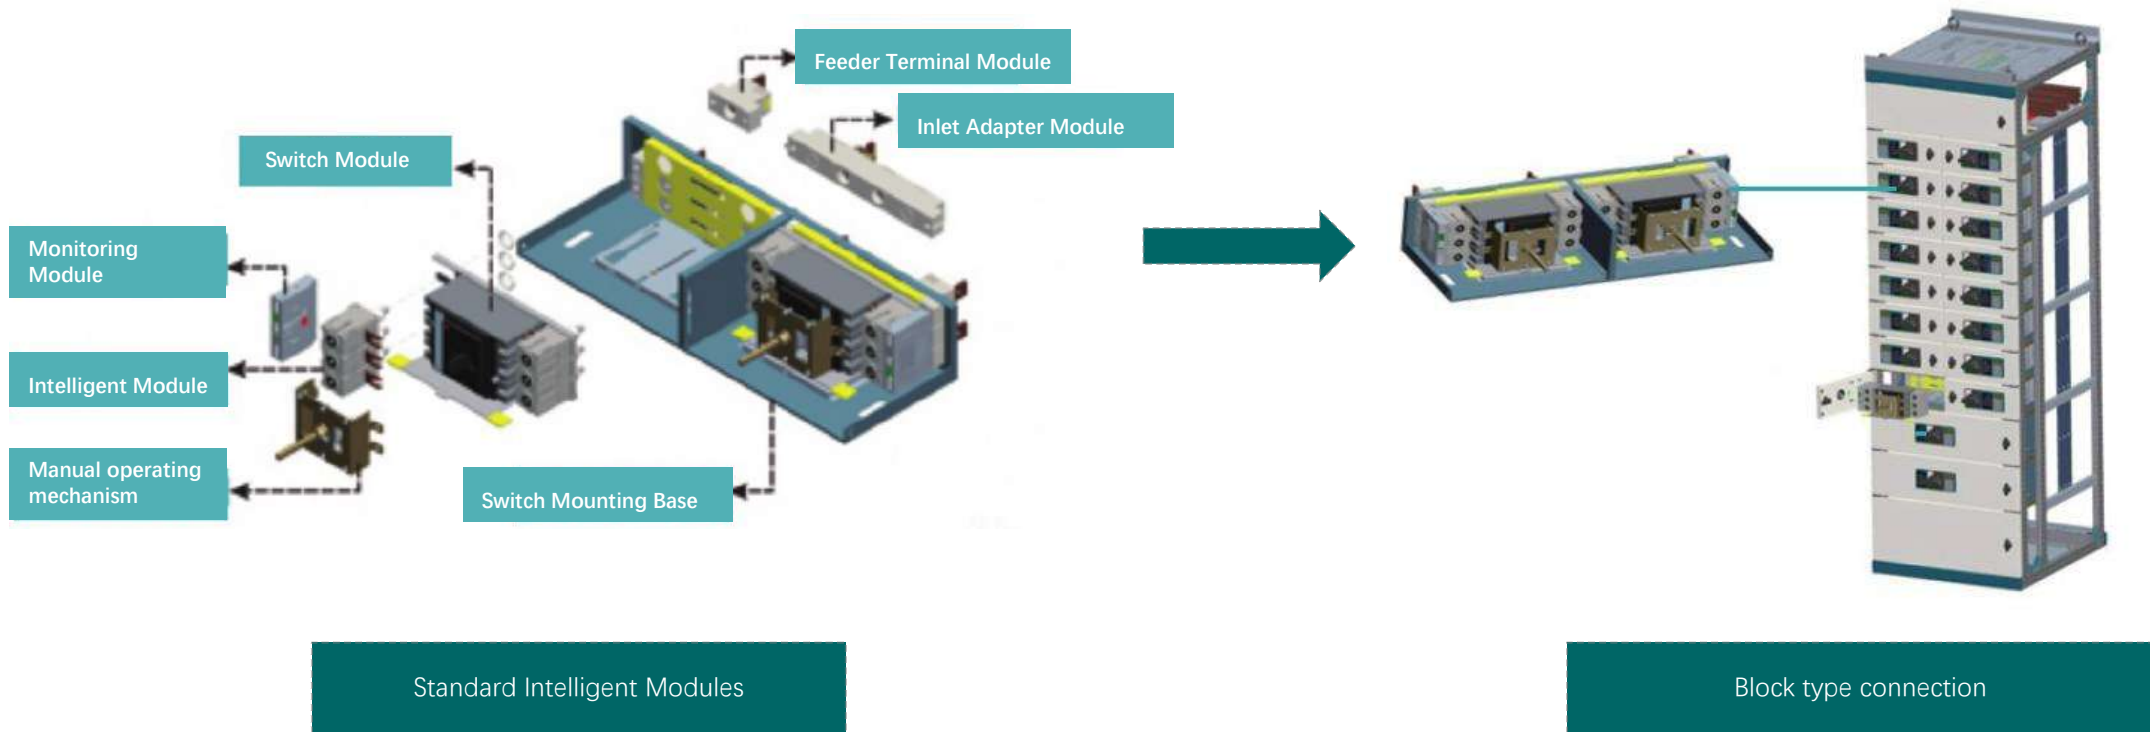 Feeder Terminal Module
Inlet Adapter Module
Switch Module
Monitoring
Module
Intelligent Module
Manual operating
mechanism
Switch Mounting Base
Standard Intelligent Modules
Block type connection